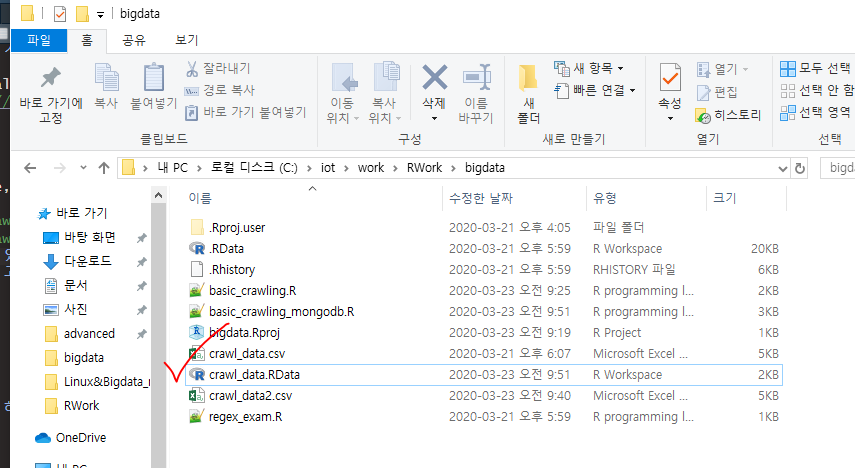 bigdata
파일 홈 공유 보기
바로 가기에 고정
복사
붙여넣기
잘라내기
경로 복사
바로 가기 붙여넣기
클립보드
이동 위치
복사 위치
삭제
이름 바꾸기
구성
새 폴더
새 항목
빠른 연결
새로 만들기
속성
열기
편집
히스토리
열기
모두 선택
선택 안 함
선택 영역
선택
내 PC › 로컬 디스크 (C:) › iot › work › RWork › bigdata
이름 수정한 날짜 유형 크기
바로 가기
바탕 화면
다운로드
문서
사진
advanced
bigdata
Linux&Bigdata_
RWork
OneDrive
내 PC
.Rproj.user 2020-03-21 오후 4:05 파일 폴더
.RData 2020-03-21 오후 5:59 R Workspace 20KB
.Rhistory 2020-03-21 오후 5:59 RHISTORY 파일 6KB
basic_crawling.R 2020-03-23 오전 9:25 R programming l... 2KB
basic_crawling_mongodb.R 2020-03-23 오전 9:51 R programming l... 3KB
bigdata.Rproj 2020-03-23 오전 9:19 R Project 1KB
crawl_data.csv 2020-03-21 오후 6:07 Microsoft Excel ... 5KB
crawl_data.RData 2020-03-23 오전 9:51 R Workspace 2KB
crawl_data2.csv 2020-03-23 오전 9:40 Microsoft Excel ... 5KB
regex_exam.R 2020-03-21 오후 5:59 R programming l... 1KB